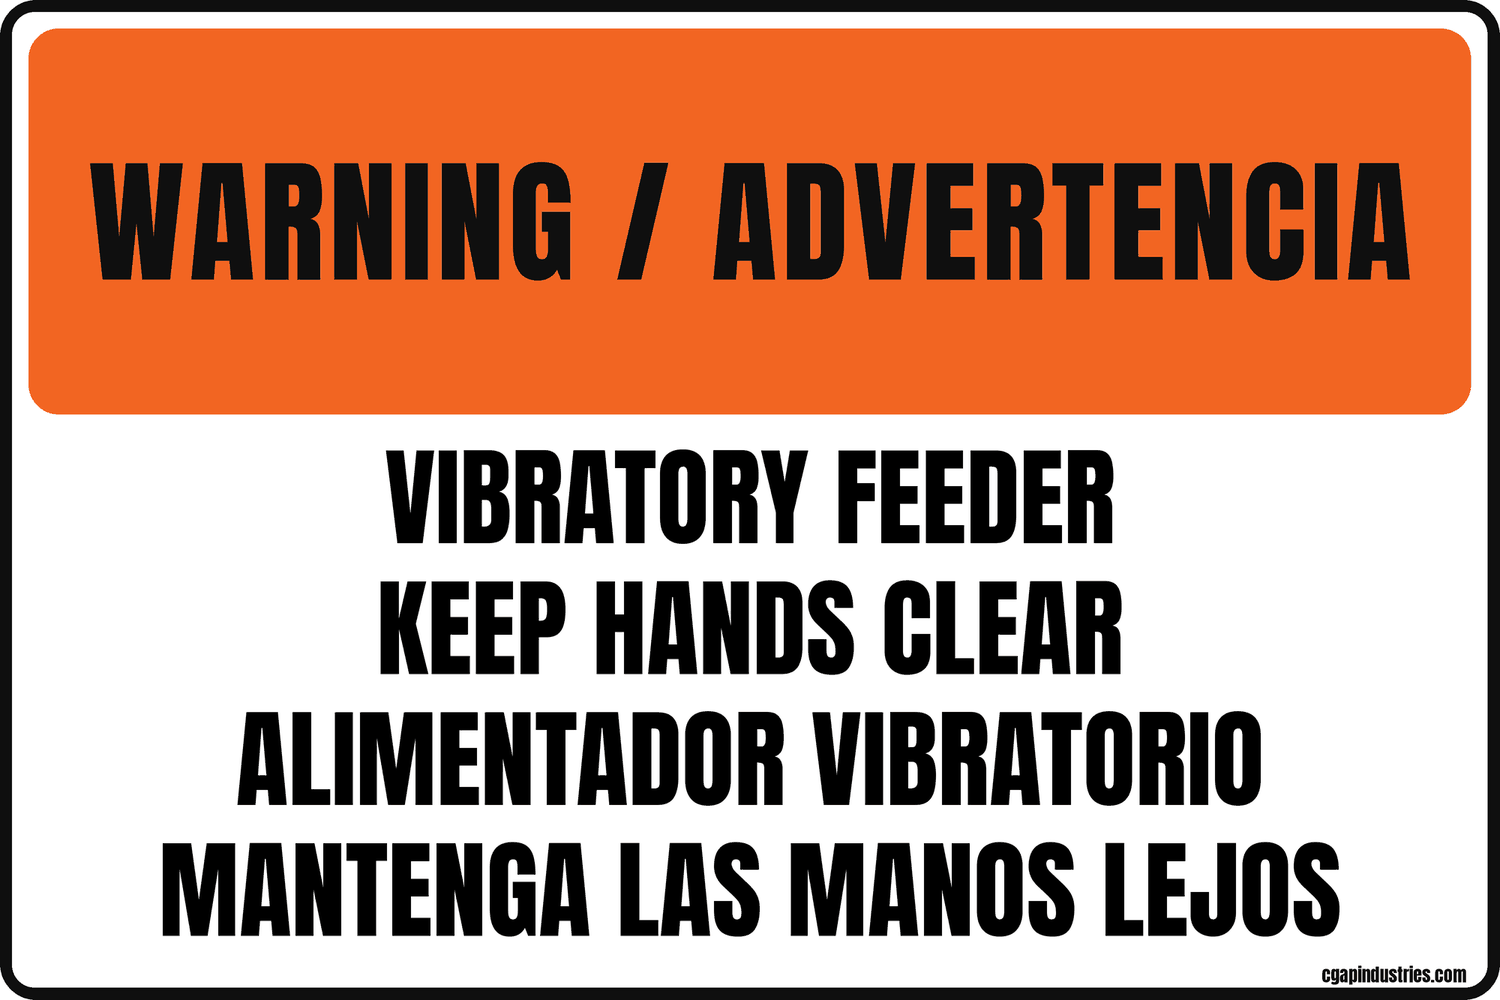 WARNING / ADVERTENCIA
VIBRATORY FEEDER
KEEP HANDS CLEAR
ALIMENTADOR VIBRATORIO
MANTENGA LAS MANOS LEJOS
cgapindustries.com